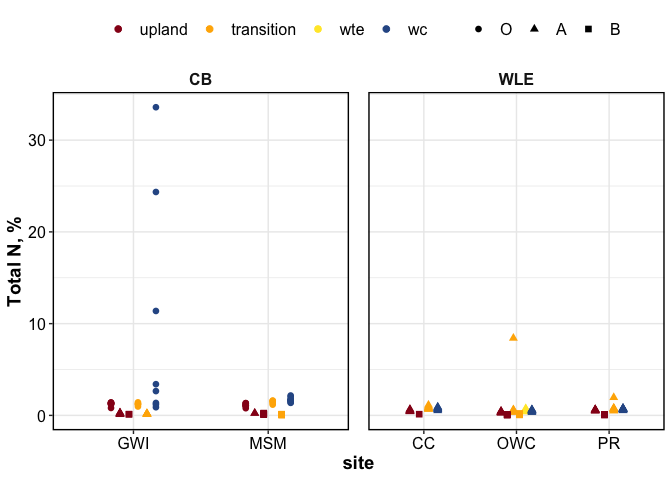 upland transition wte wc O A B
CB WLE
Total N, %
30
20
10
0
GWI MSM CC OWC PR
site